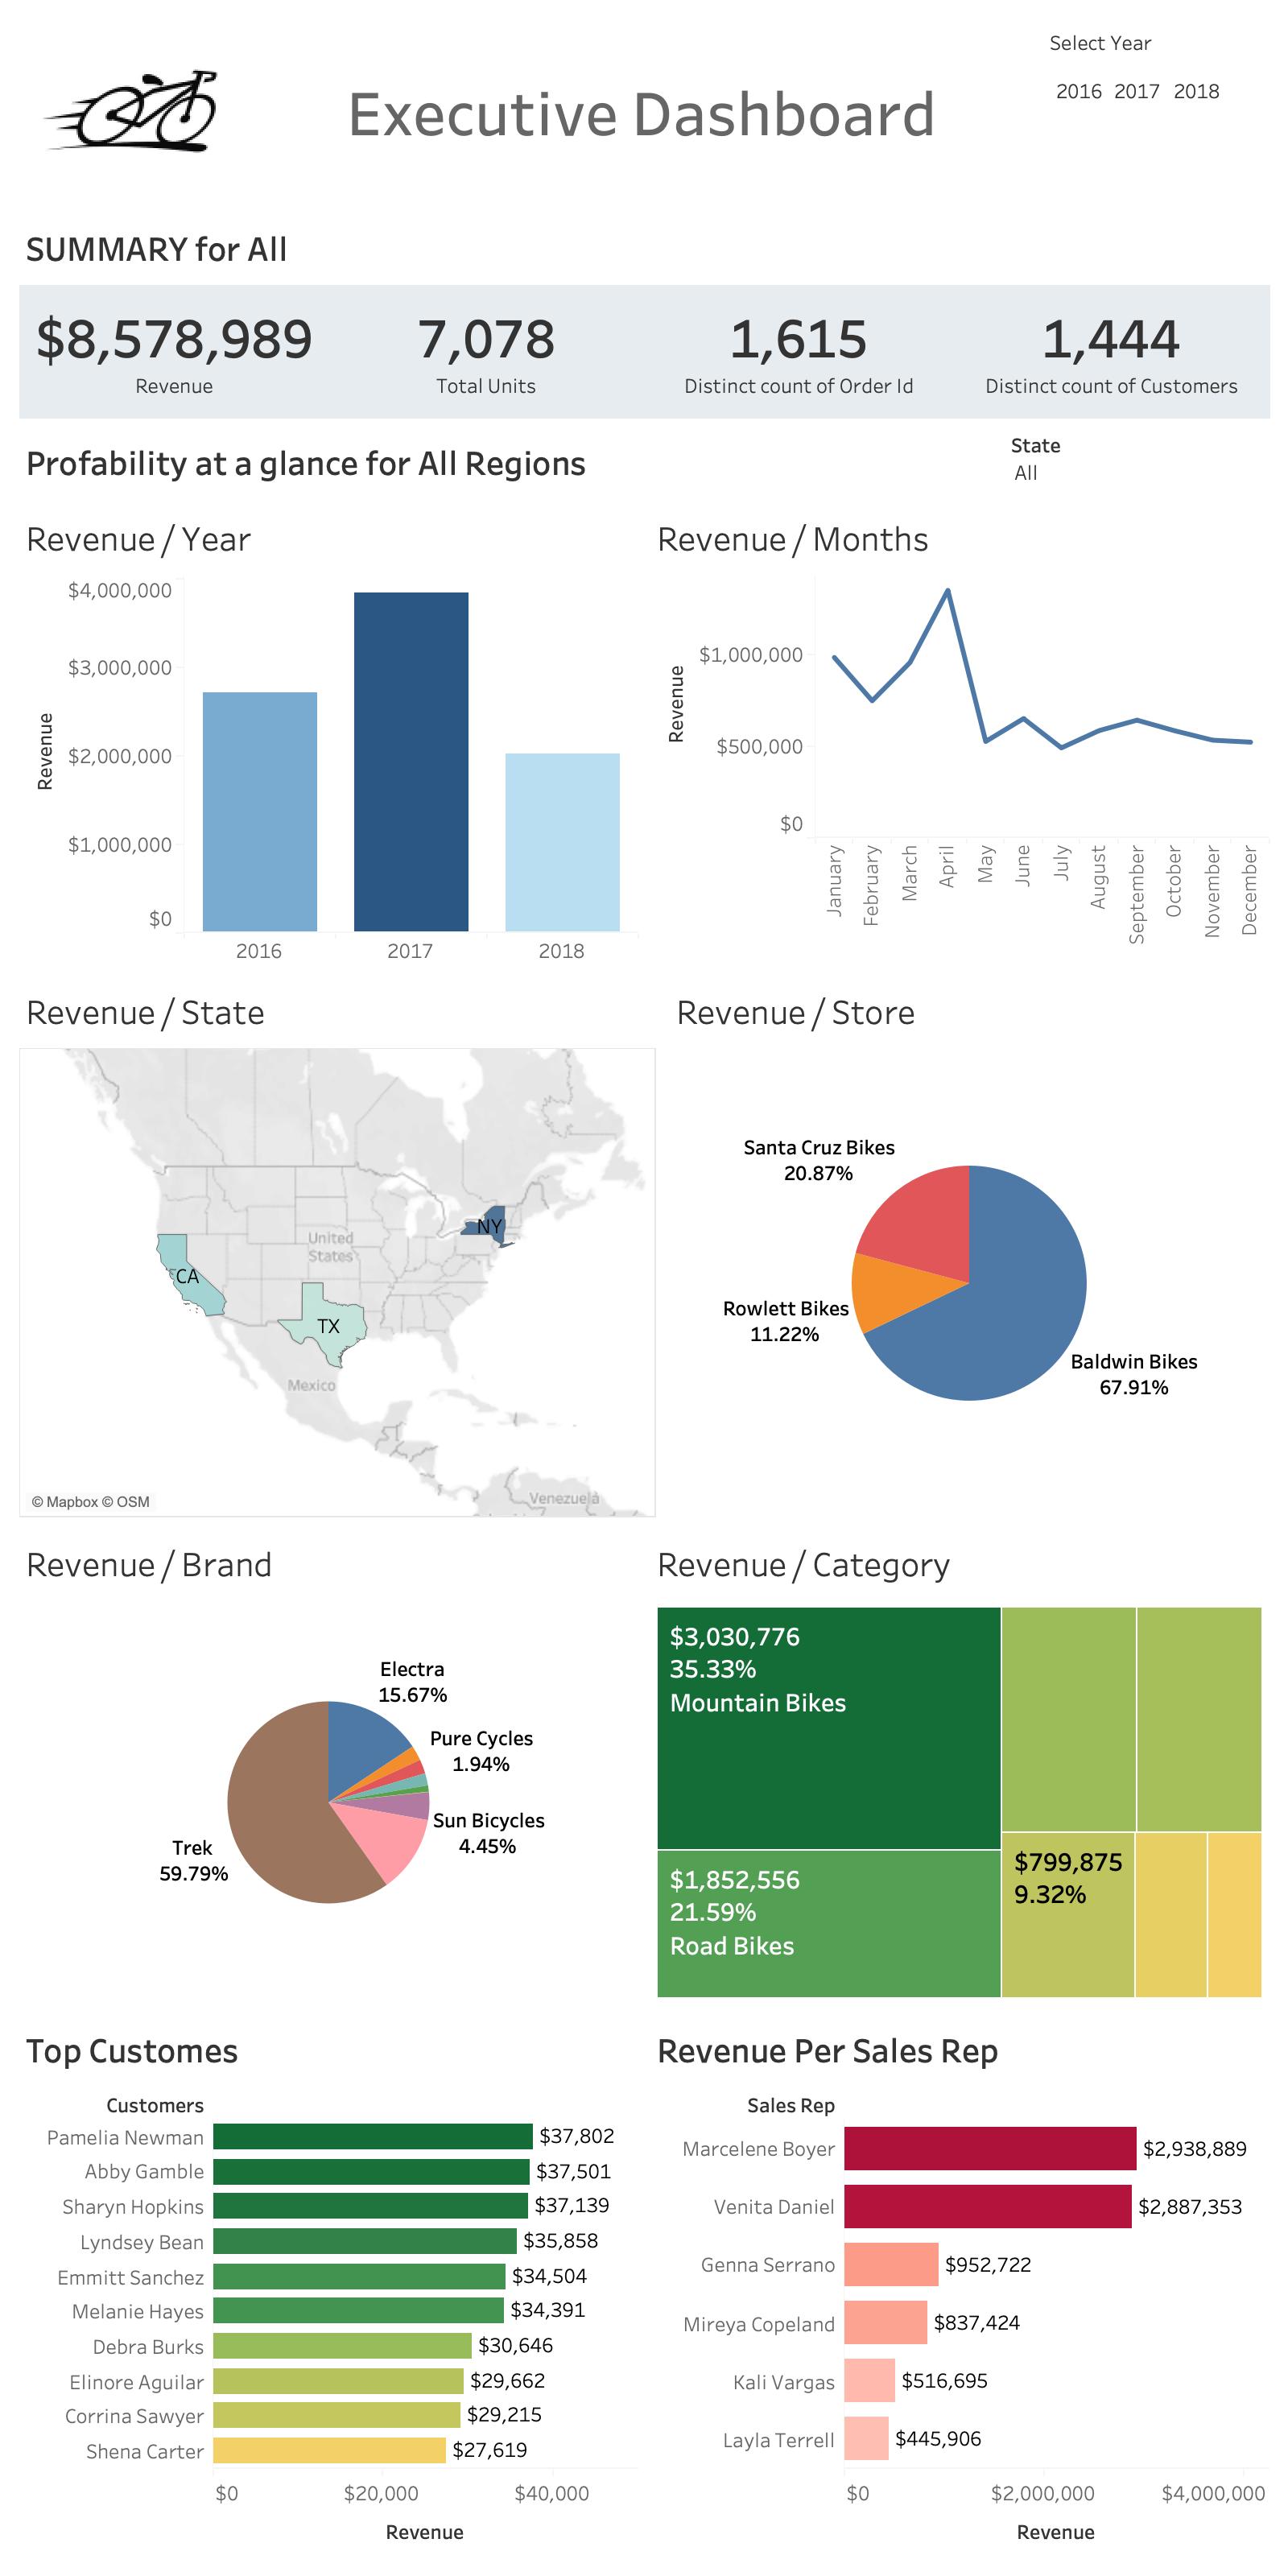 Select Year
2016 2017 2018
Executive Dashboard
SUMMARY for All
$8,578,989
Revenue
7,078
Total Units
1,615
Distinct count of Order Id
1,444
Distinct count of Customers
Profability at a glance for All Regions
State
All
Revenue / Year
$4,000,000
$3,000,000
$2,000,000
$1,000,000
$0
Revenue
2016
2017
2018
Revenue / Months
$1,000,000
$500,000
$0
Revenue
January
February
March
April
May
June
July
August
September
October
November
December
Revenue / State
NY
United
States
CA
TX
Mexico
Venezuela
© Mapbox © OSM
Revenue / Store
Santa Cruz Bikes
20.87%
Rowlett Bikes
11.22%
Baldwin Bikes
67.91%
Revenue / Brand
Electra
15.67%
Pure Cycles
1.94%
Sun Bicycles
4.45%
Trek
59.79%
Revenue / Category
$3,030,776
35.33%
Mountain Bikes
$1,852,556
21.59%
Road Bikes
$799,875
9.32%
Top Customes
Customers
Pamelia Newman $37,802
Abby Gamble $37,501
Sharyn Hopkins $37,139
Lyndsey Bean $35,858
Emmitt Sanchez $34,504
Melanie Hayes $34,391
Debra Burks $30,646
Elinore Aguilar $29,662
Corrina Sawyer $29,215
Shena Carter $27,619
$0 $20,000 $40,000
Revenue
Revenue Per Sales Rep
Sales Rep
Marcelene Boyer $2,938,889
Venita Daniel $2,887,353
Genna Serrano $952,722
Mireya Copeland $837,424
Kali Vargas $516,695
Layla Terrell $445,906
$0 $2,000,000 $4,000,000
Revenue